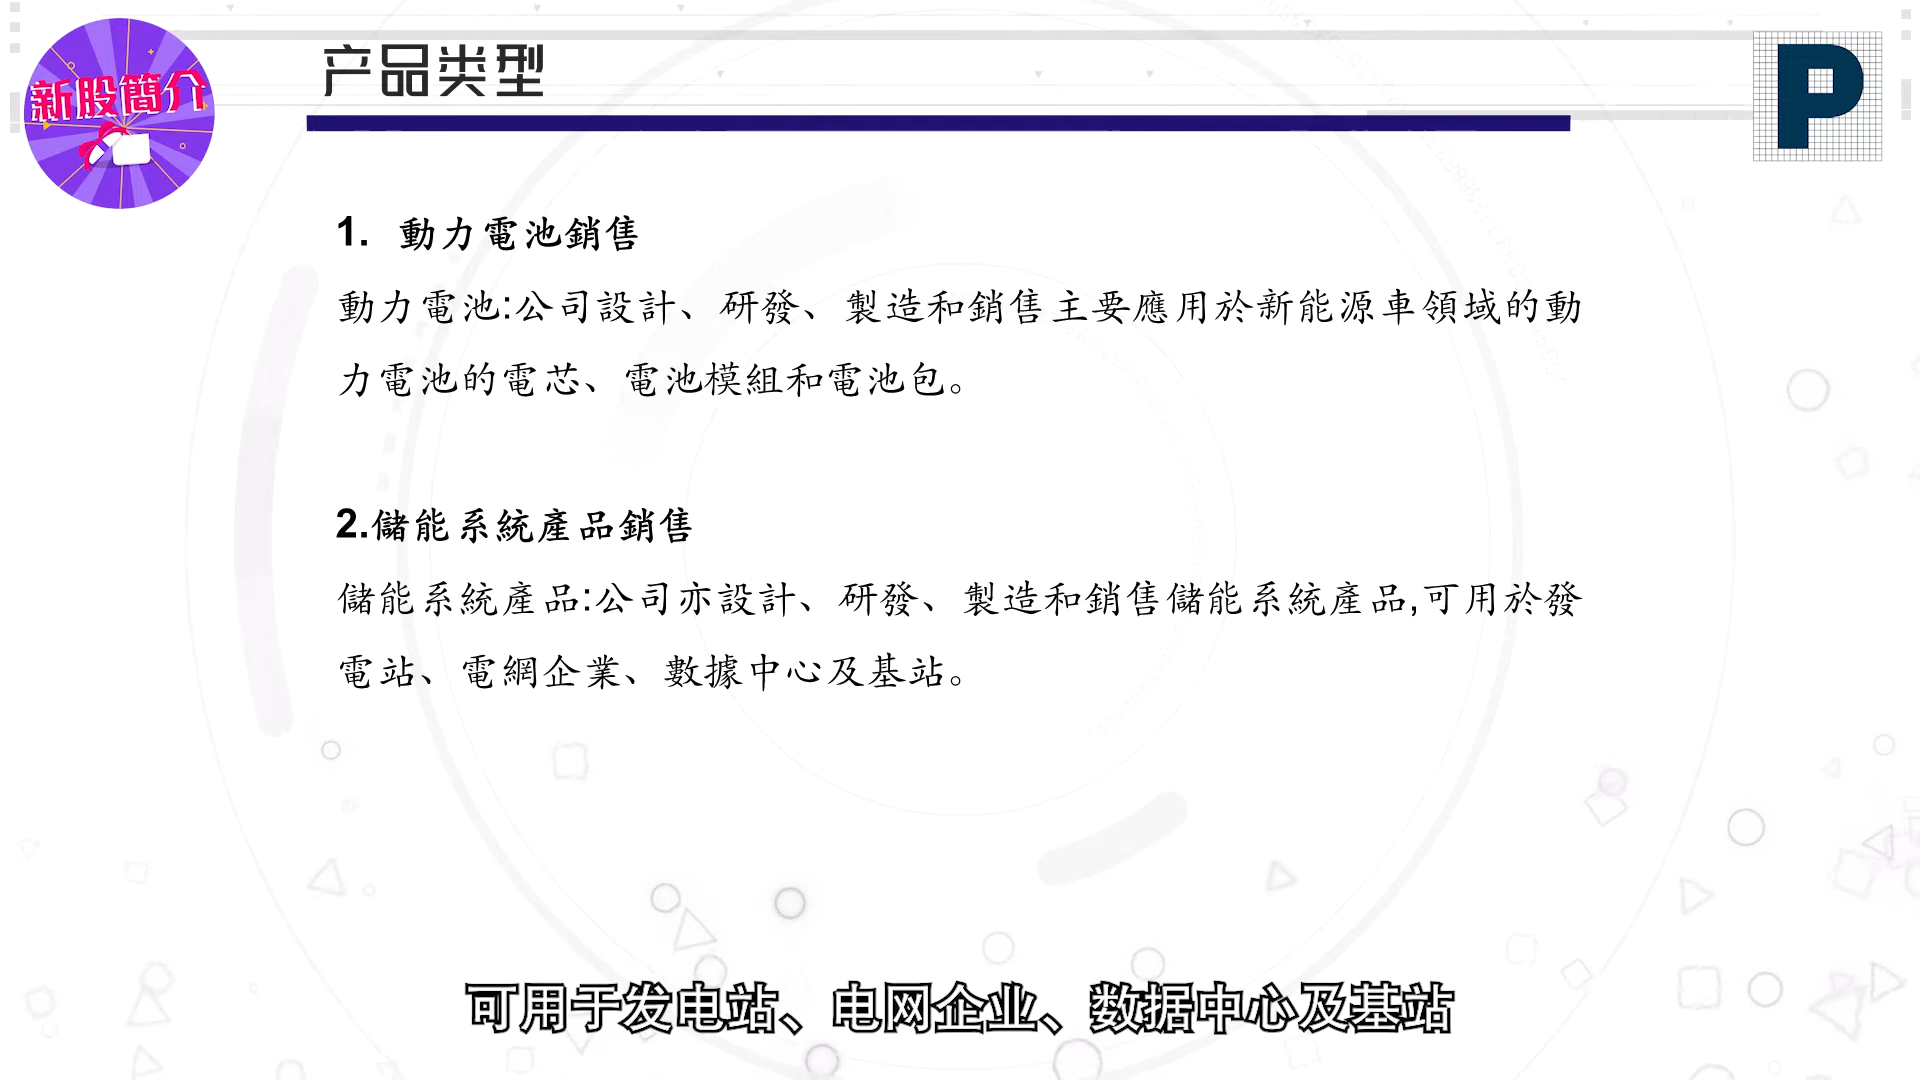 新股簡介
产品类型
P
1. 動力電池銷售
動力電池:公司設計、研發、製造和銷售主要應用於新能源車領域的動
力電池的電芯、電池模組和電池包。
2.儲能系統產品銷售
儲能系統產品:公司亦設計、研發、製造和銷售儲能系統產品,可用於發
電站、電網企業、數據中心及基站。
可用于发电站、电网企业、数据中心及基站